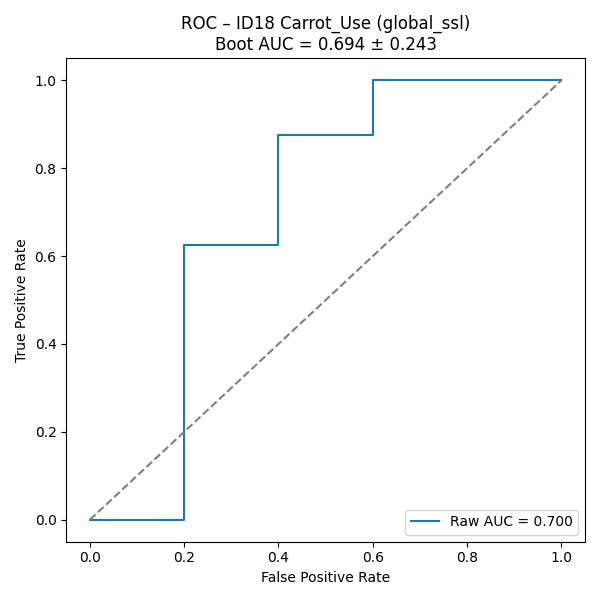 ROC – ID18 Carrot_Use (global_ssl)
Boot AUC = 0.694 ± 0.243
True Positive Rate
1.0
0.8
0.6
0.4
0.2
0.0
Raw AUC = 0.700
0.0 0.2 0.4 0.6 0.8 1.0
False Positive Rate